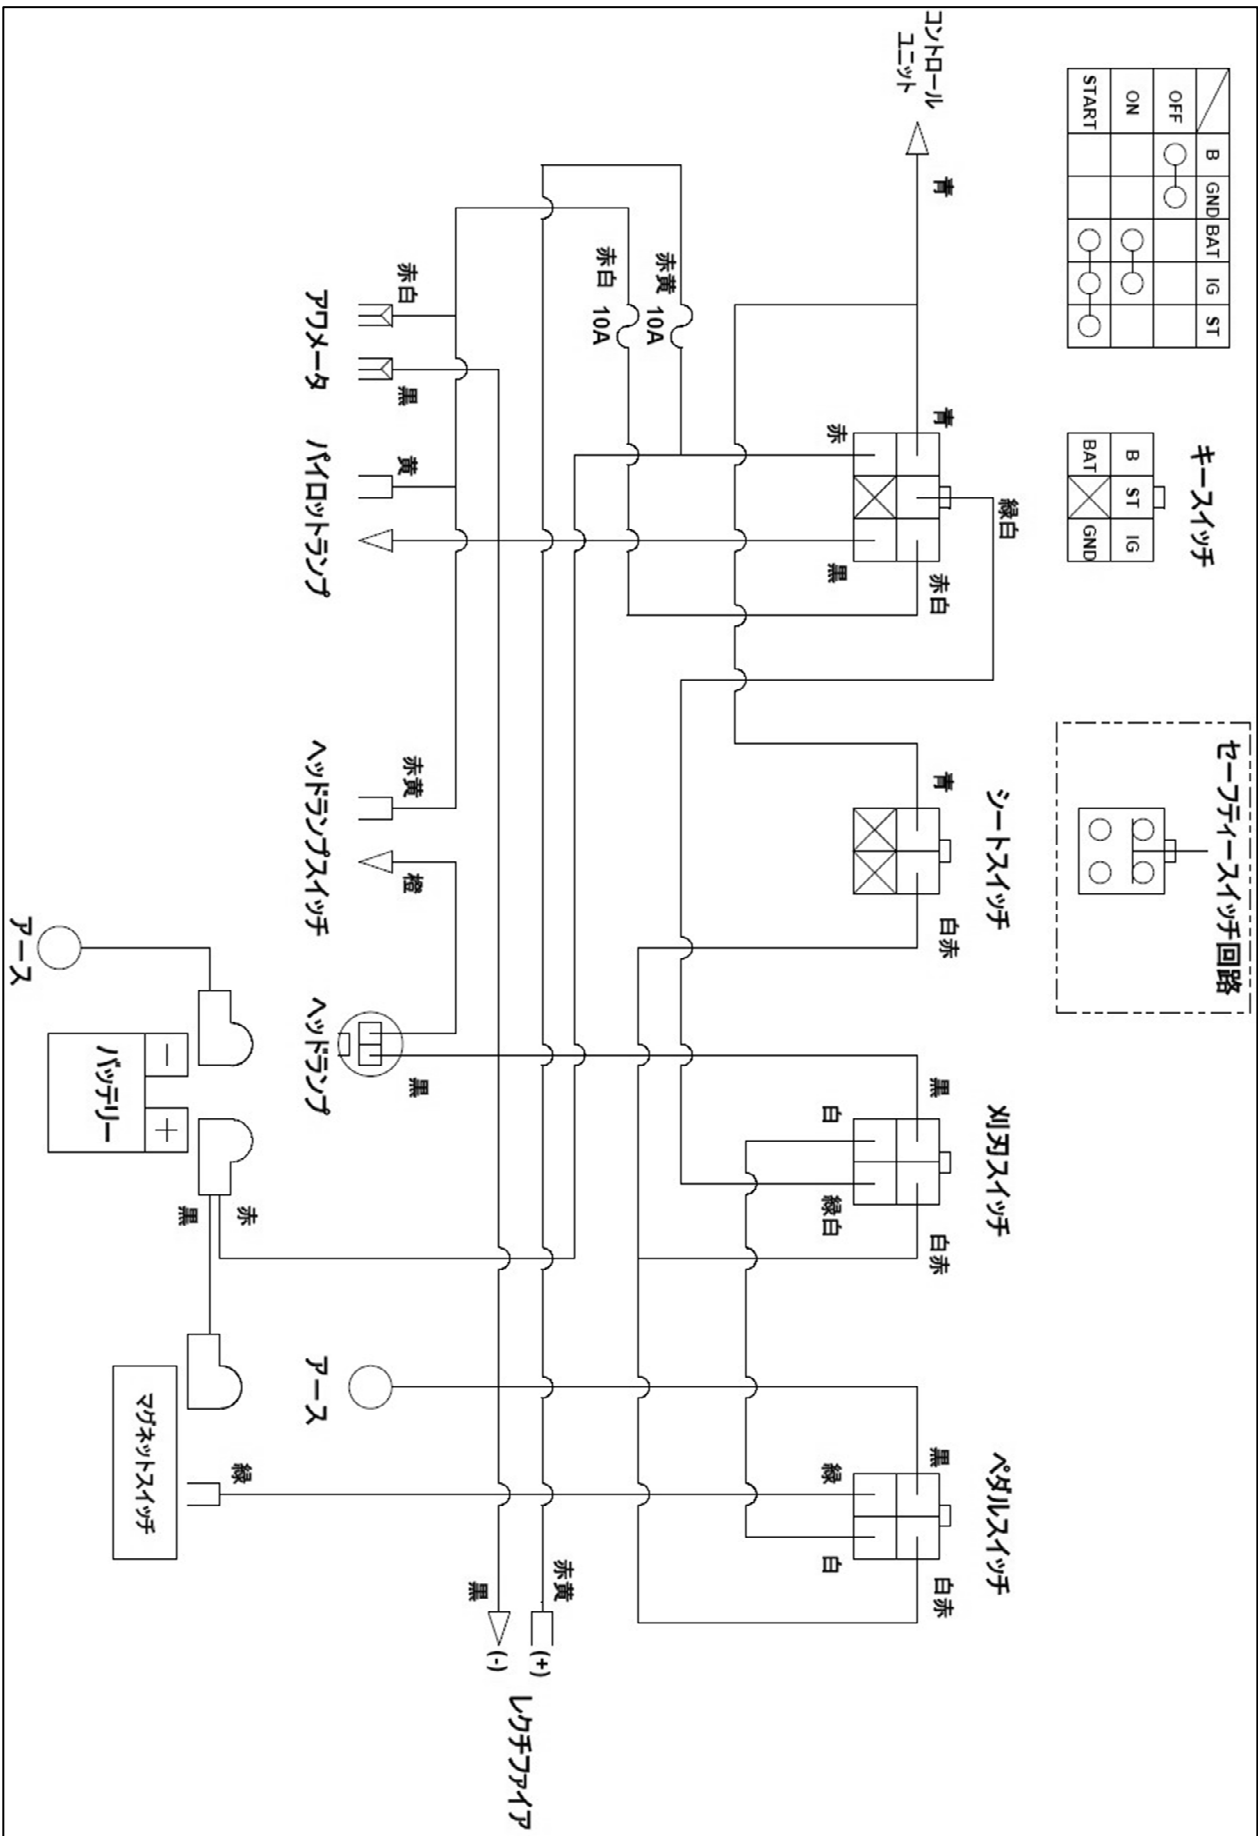 キースイッチ
B GND BAT IG ST
OFF
ON
START
B ST IG
BAT GND
セーフティースイッチ回路
シートスイッチ
刈刃スイッチ
ペダルスイッチ
コントロール
ユニット
青
青
緑白
赤
黒
赤白
青
白赤
黒
白
緑白
白赤
黒
緑
白
白赤
赤黄 10A
赤白 10A
赤黄 (+)
黒 (-)
レクチファイア
赤白
黒
アワメータ
黄
パイロットランプ
赤黄
橙
ヘッドランプスイッチ
黒
ヘッドランプ
アース
アース
− +
バッテリー
赤
黒
緑
マグネットスイッチ